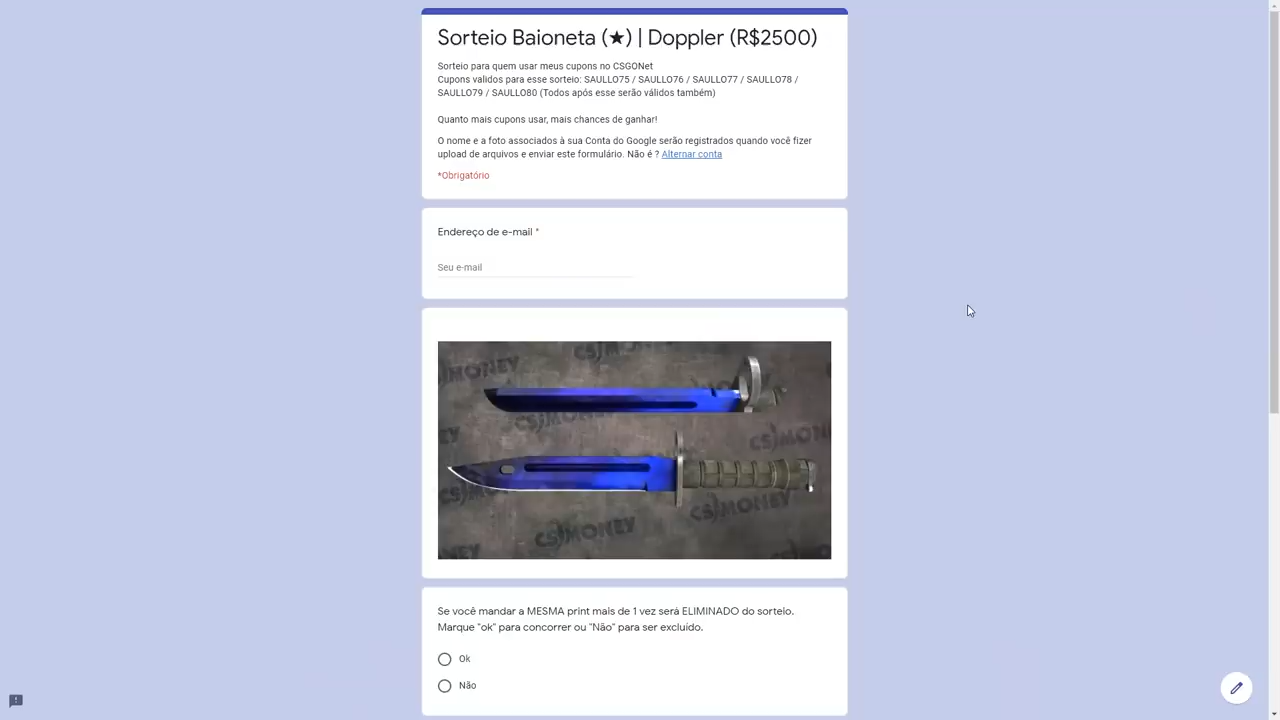 Sorteio Baioneta (★) | Doppler (R$2500)
Sorteio para quem usar meus cupons no CSGONet
Cupons validos para esse sorteio: SAULLO75 / SAULLO76 / SAULLO77 / SAULLO78 /
SAULLO79 / SAULLO80 (Todos após esse serão válidos também)
Quanto mais cupons usar, mais chances de ganhar!
O nome e a foto associados à sua Conta do Google serão registrados quando você fizer
upload de arquivos e enviar este formulário. Não é ? Alternar conta
*Obrigatório
Endereço de e-mail *
Seu e-mail
CS)MONEY
CS)MONEY
CS)MONEY
Se você mandar a MESMA print mais de 1 vez será ELIMINADO do sorteio.
Marque "ok" para concorrer ou "Não" para ser excluído.
Ok
Não